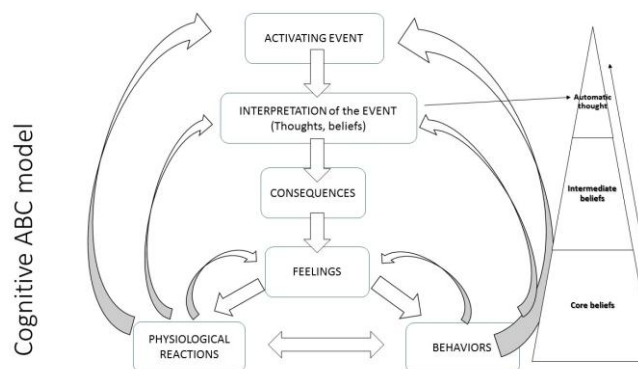 Cognitive ABC model
ACTIVATING EVENT
INTERPRETATION of the EVENT
(Thoughts, beliefs)
CONSEQUENCES
FEELINGS
PHYSIOLOGICAL
REACTIONS
BEHAVIORS
Automatic
thought
Intermediate
beliefs
Core beliefs